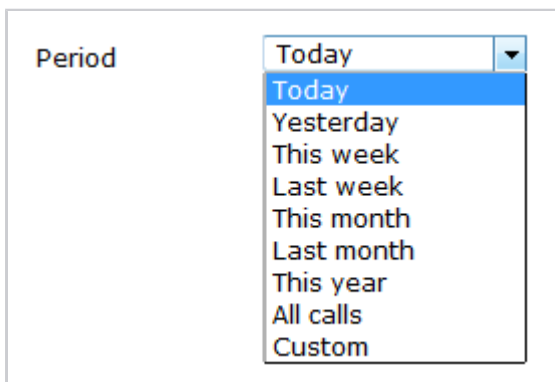 Period Today
Today
Yesterday
This week
Last week
This month
Last month
This year
All calls
Custom